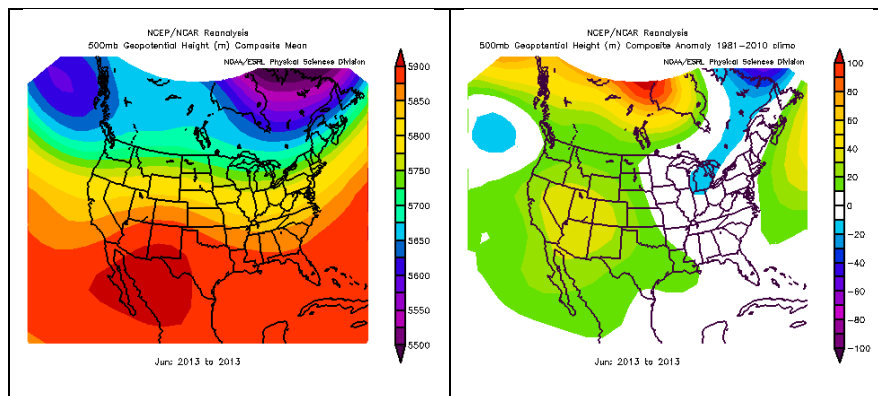 NCEP/NCAR Reanalysis
500mb Geopotential Height (m) Composite Mean
NOAA/ESRL Physical Sciences Division
5900
5850
5800
5750
5700
5650
5600
5550
5500
Jun: 2013 to 2013
NCEP/NCAR Reanalysis
500mb Geopotential Height (m) Composite Anomaly 1981-2010 climo
NOAA/ESRL Physical Sciences Division
100
80
60
40
20
0
-20
-40
-60
-80
-100
Jun: 2013 to 2013